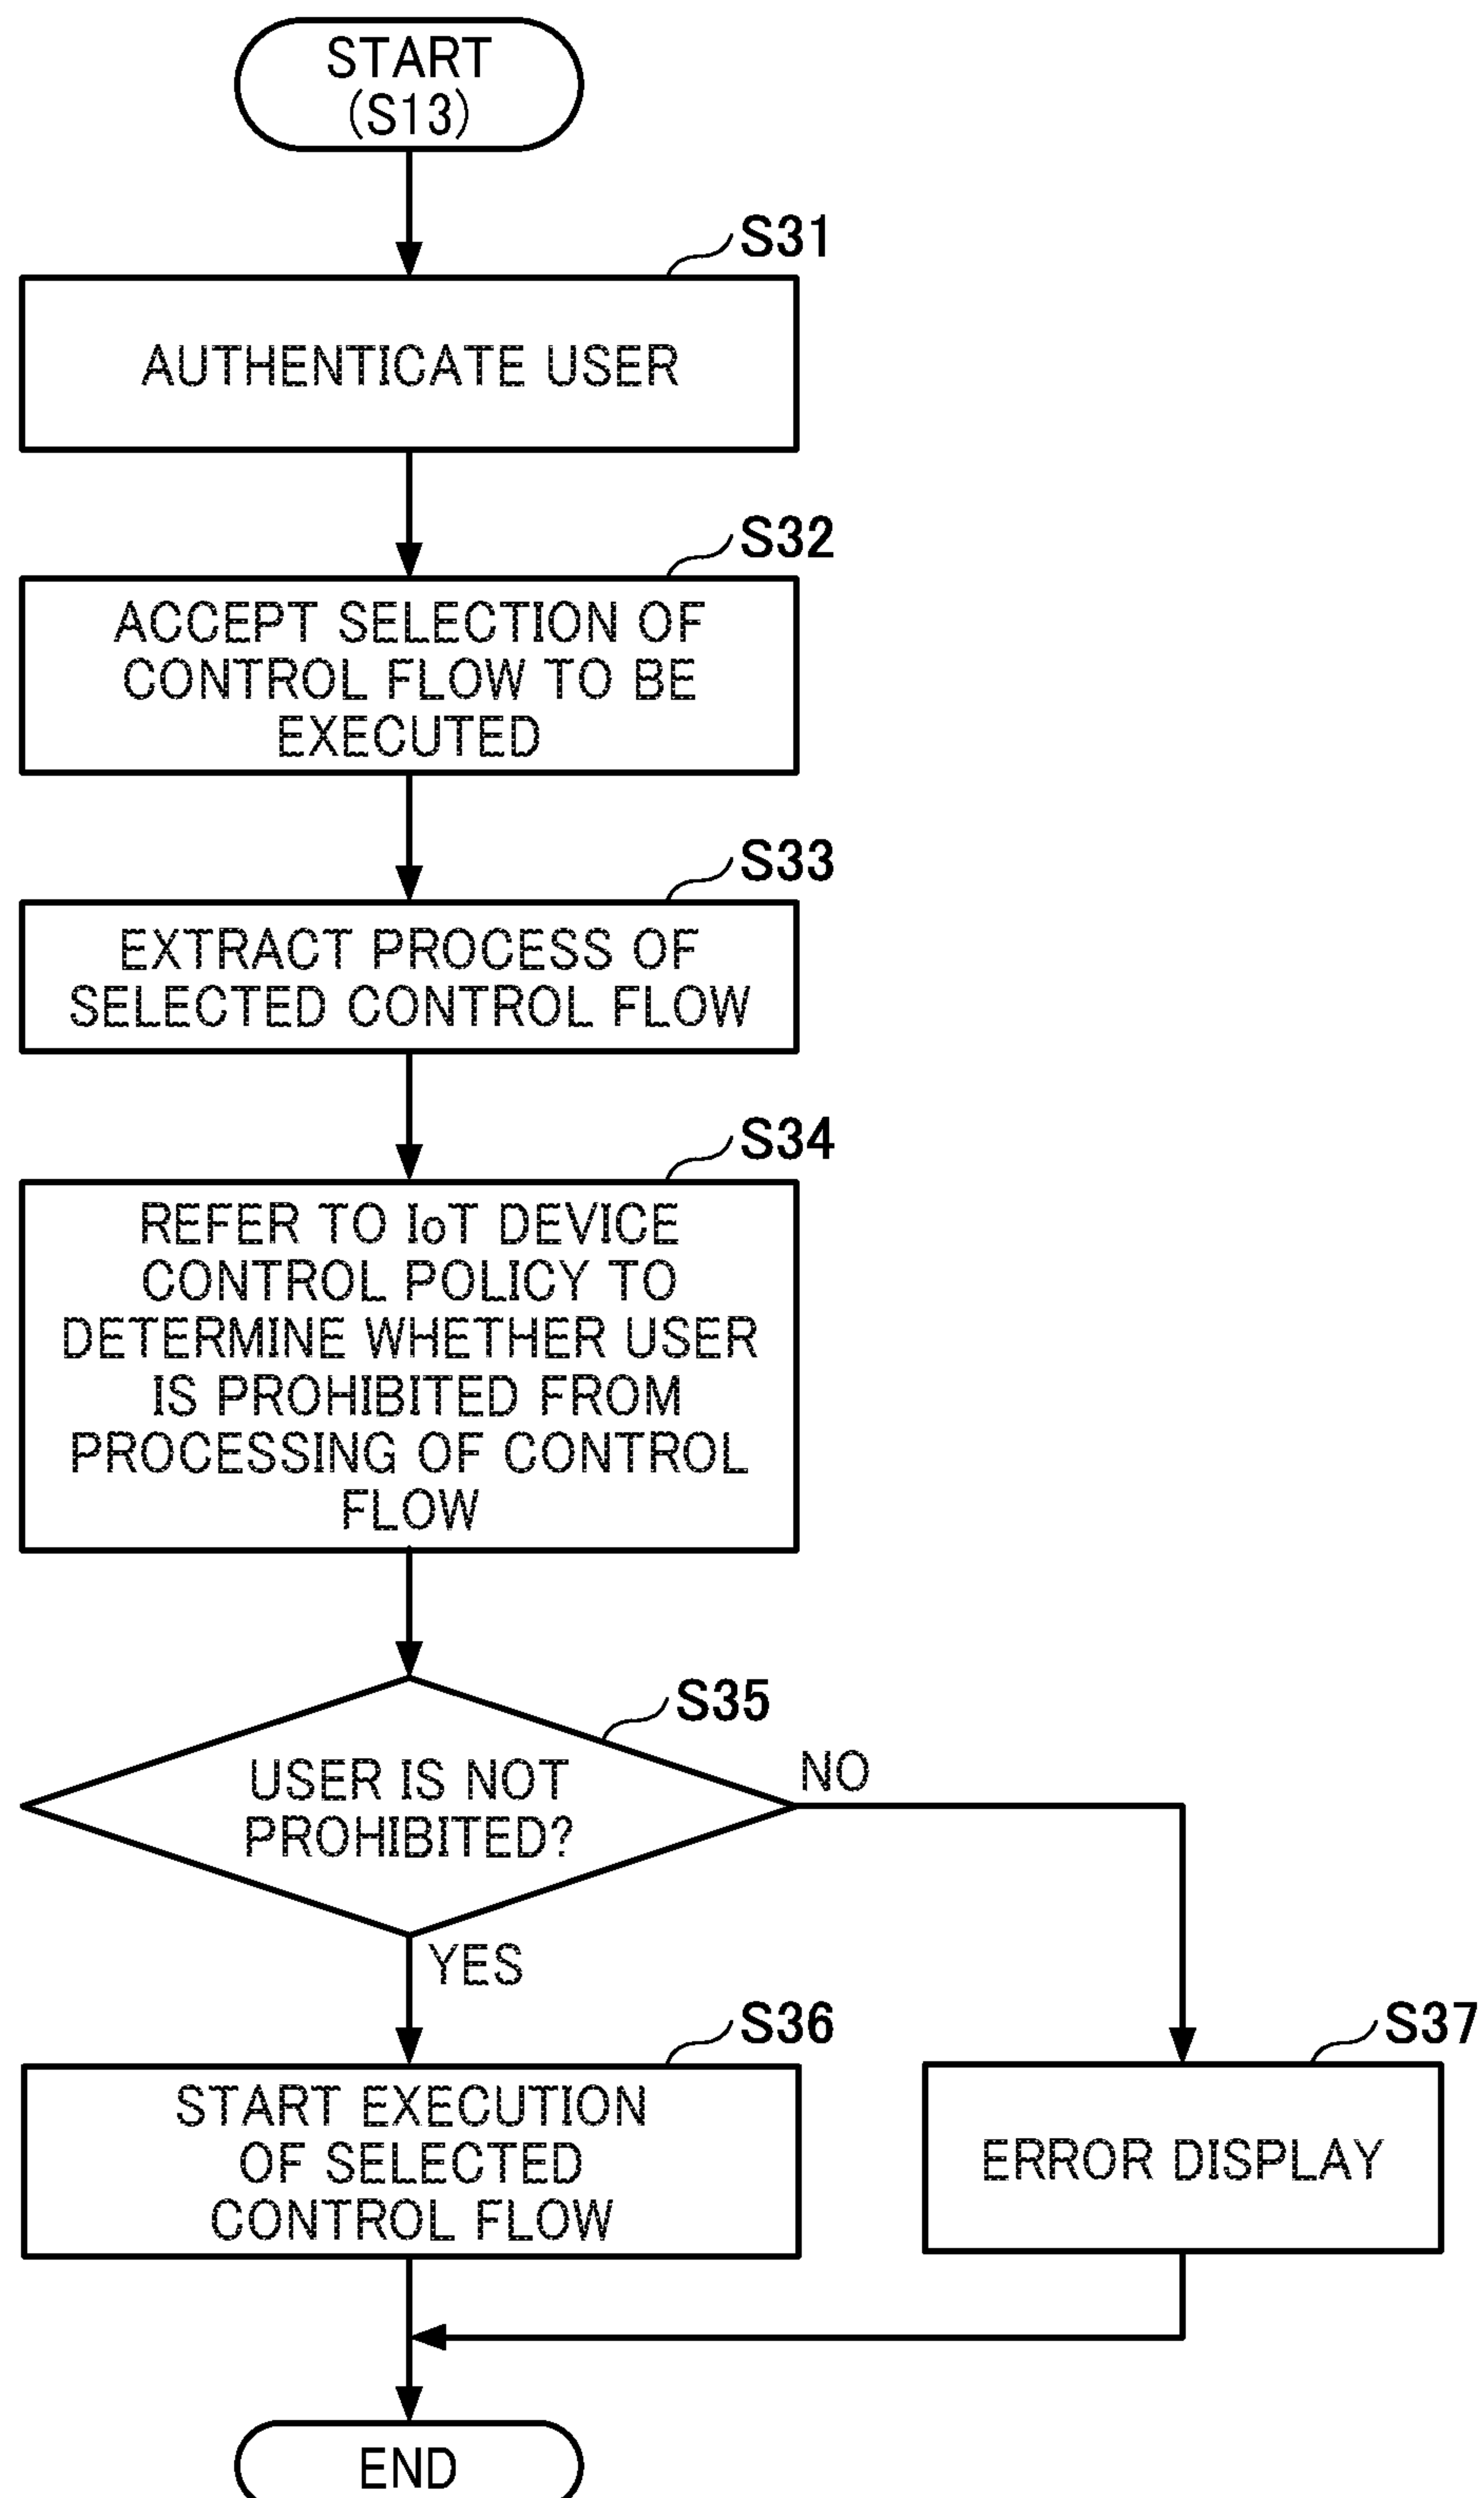 START
(S13)
S31
AUTHENTICATE USER
S32
ACCEPT SELECTION OF
CONTROL FLOW TO BE
EXECUTED
S33
EXTRACT PROCESS OF
SELECTED CONTROL FLOW
S34
REFER TO IoT DEVICE
CONTROL POLICY TO
DETERMINE WHETHER USER
IS PROHIBITED FROM
PROCESSING OF CONTROL
FLOW
S35
USER IS NOT
PROHIBITED?
NO
YES
S36
START EXECUTION
OF SELECTED
CONTROL FLOW
S37
ERROR DISPLAY
END